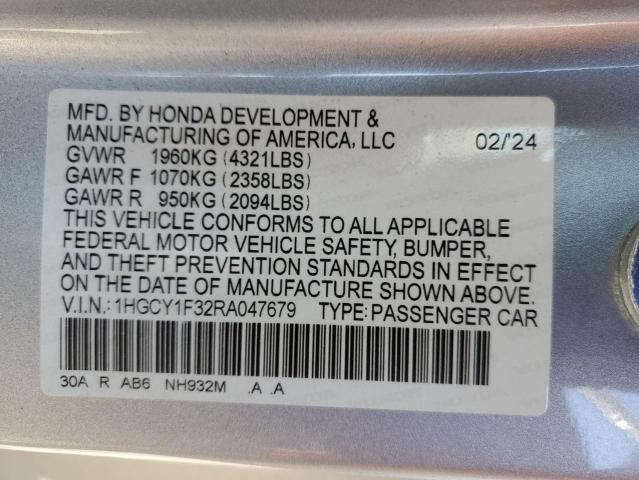 MFD. BY HONDA DEVELOPMENT &
MANUFACTURING OF AMERICA, LLC 02/'24
GVWR 1960KG (4321LBS)
GAWR F 1070KG (2358LBS)
GAWR R 950KG (2094LBS)
THIS VEHICLE CONFORMS TO ALL APPLICABLE
FEDERAL MOTOR VEHICLE SAFETY, BUMPER,
AND THEFT PREVENTION STANDARDS IN EFFECT
ON THE DATE OF MANUFACTURE SHOWN ABOVE.
V.I.N.: 1HGCY1F32RA047679 TYPE: PASSENGER CAR
30A R AB6 NH932M .A .A